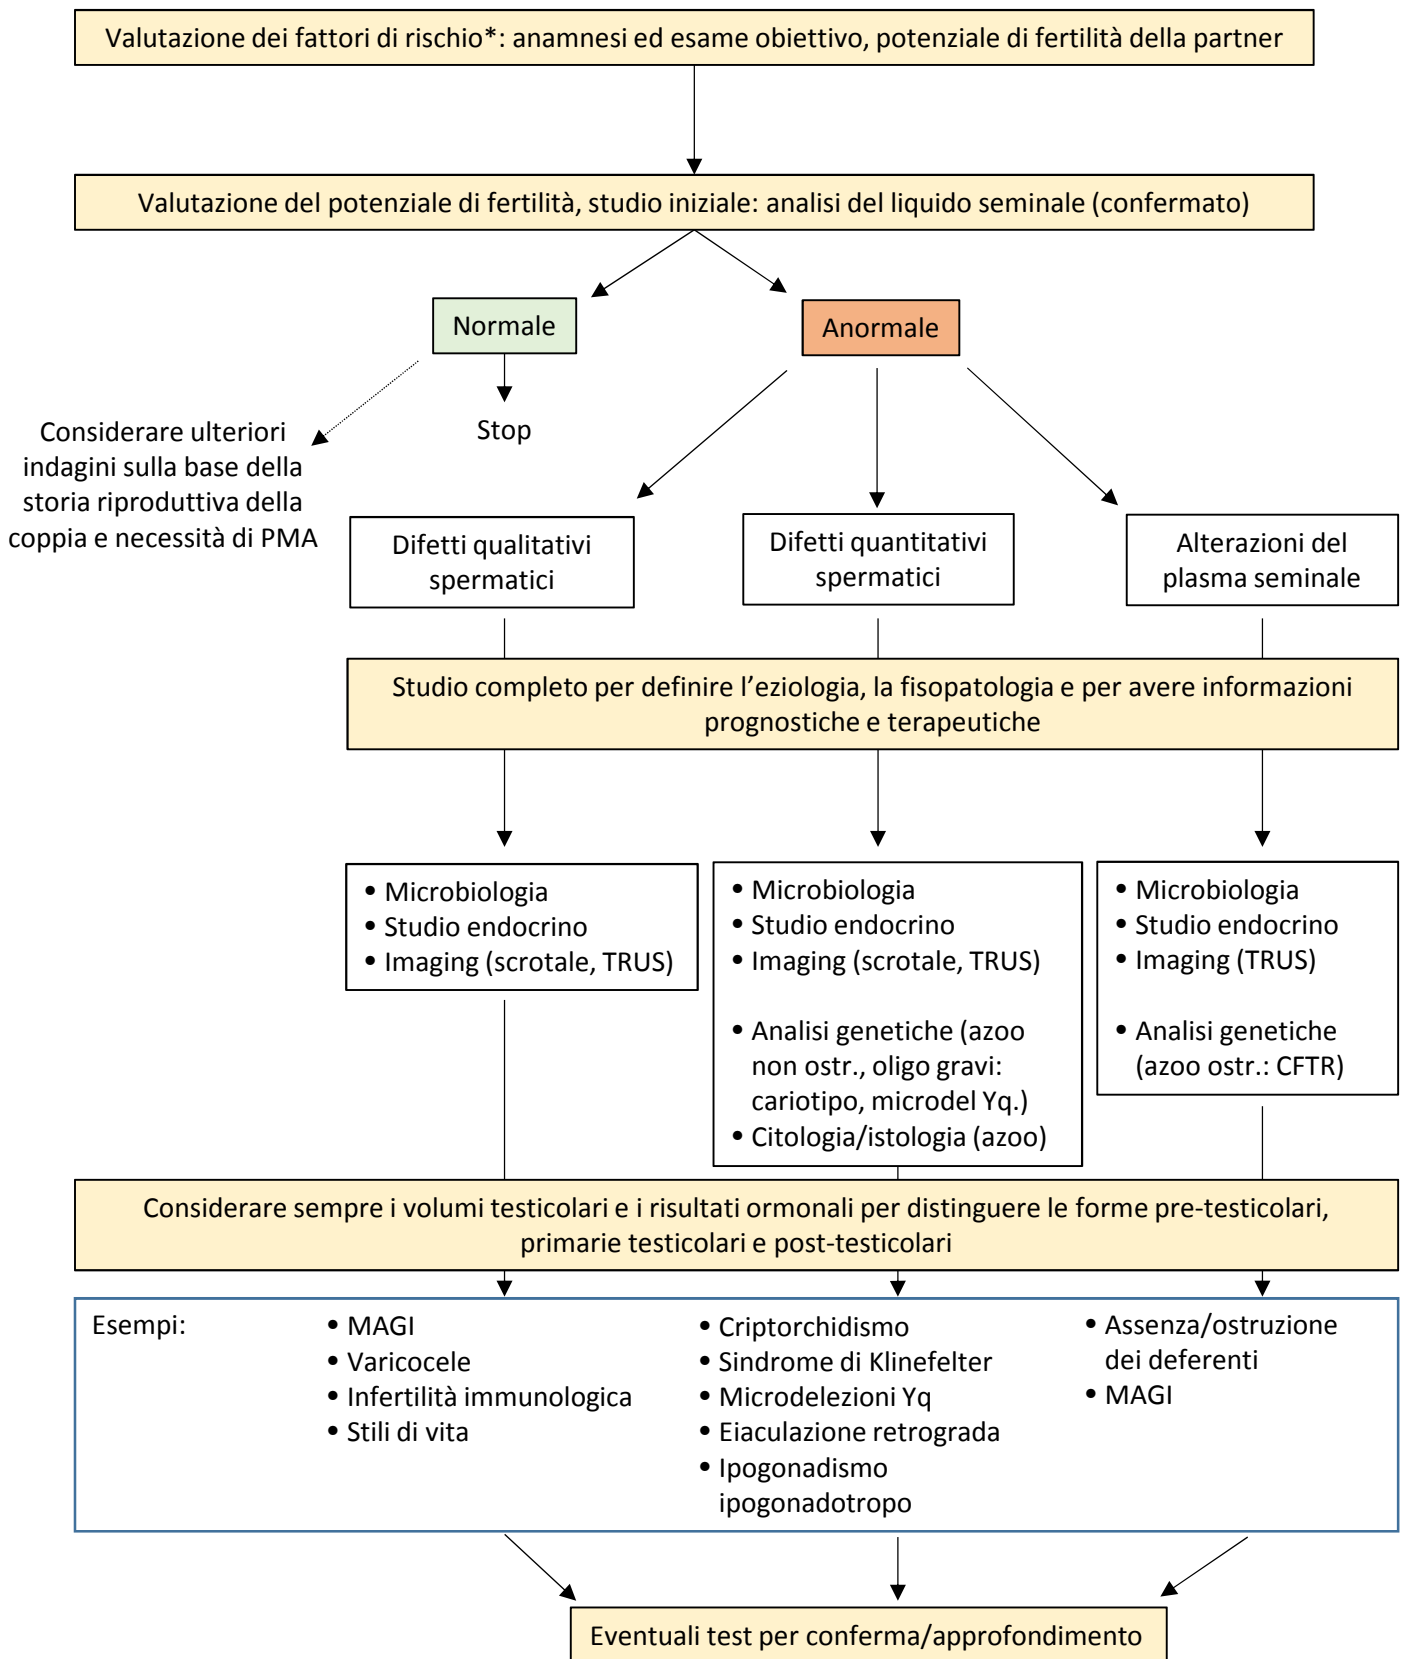 Valutazione dei fattori di rischio*: anamnesi ed esame obiettivo, potenziale di fertilità della partner
Valutazione del potenziale di fertilità, studio iniziale: analisi del liquido seminale (confermato)
Normale
Anormale
Stop
Considerare ulteriori
indagini sulla base della
storia riproduttiva della
coppia e necessità di PMA
Difetti qualitativi
spermatici
Difetti quantitativi
spermatici
Alterazioni del
plasma seminale
Studio completo per definire l'eziologia, la fisopatologia e per avere informazioni
prognostiche e terapeutiche
• Microbiologia
• Studio endocrino
• Imaging (scrotale, TRUS)
• Microbiologia
• Studio endocrino
• Imaging (scrotale, TRUS)
• Analisi genetiche (azoo
non ostr., oligo gravi:
cariotipo, microdel Yq.)
• Citologia/istologia (azoo)
• Microbiologia
• Studio endocrino
• Imaging (TRUS)
• Analisi genetiche
(azoo ostr.: CFTR)
Considerare sempre i volumi testicolari e i risultati ormonali per distinguere le forme pre-testicolari,
primarie testicolari e post-testicolari
Esempi:
• MAGI
• Varicocele
• Infertilità immunologica
• Stili di vita
• Criptorchidismo
• Sindrome di Klinefelter
• Microdelezioni Yq
• Eiaculazione retrograda
• Ipogonadismo
ipogonadotropo
• Assenza/ostruzione
dei deferenti
• MAGI
Eventuali test per conferma/approfondimento